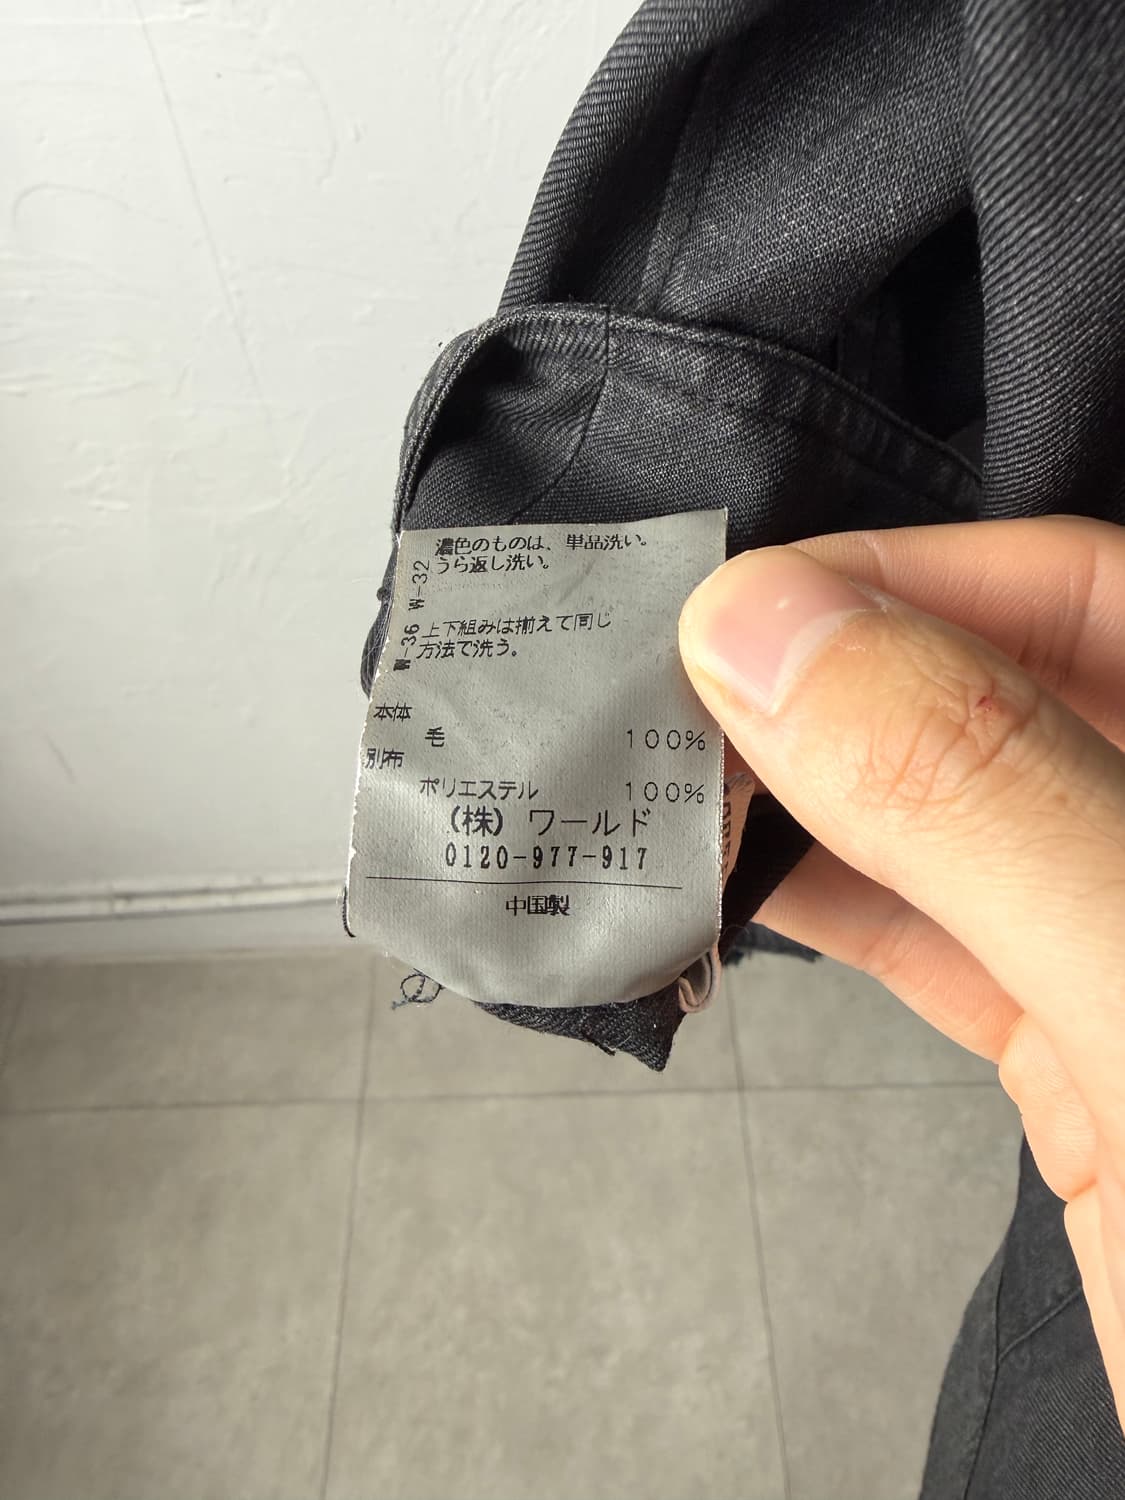 濃色のものは、単品洗い。
うら返し洗い。
W-32
上下組みは揃えて同じ
方法で洗う。
W-36
本体
毛 100%
別布
ポリエステル 100%
(株) ワールド
0120-977-917
中国製